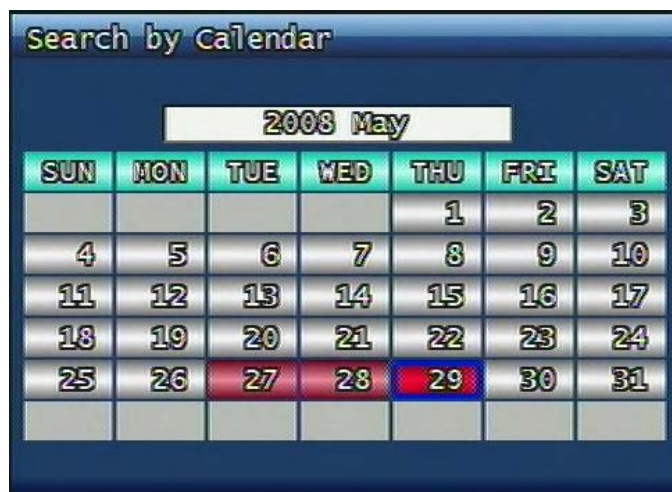 Search by Calendar
2008 May
SUN MON TUE WED THU FRI SAT
1 2 3
4 5 6 7 8 9 10
11 12 13 14 15 16 17
18 19 20 21 22 23 24
25 26 27 28 29 30 31